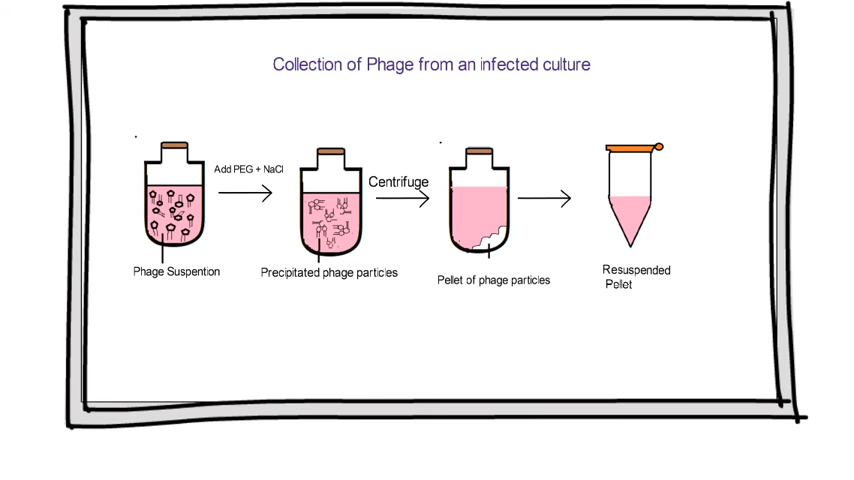 Collection of Phage from an infected culture
Add PEG + NaCl
Centrifuge
Phage Suspention
Precipitated phage particles
Pellet of phage particles
Resuspended
Pellet